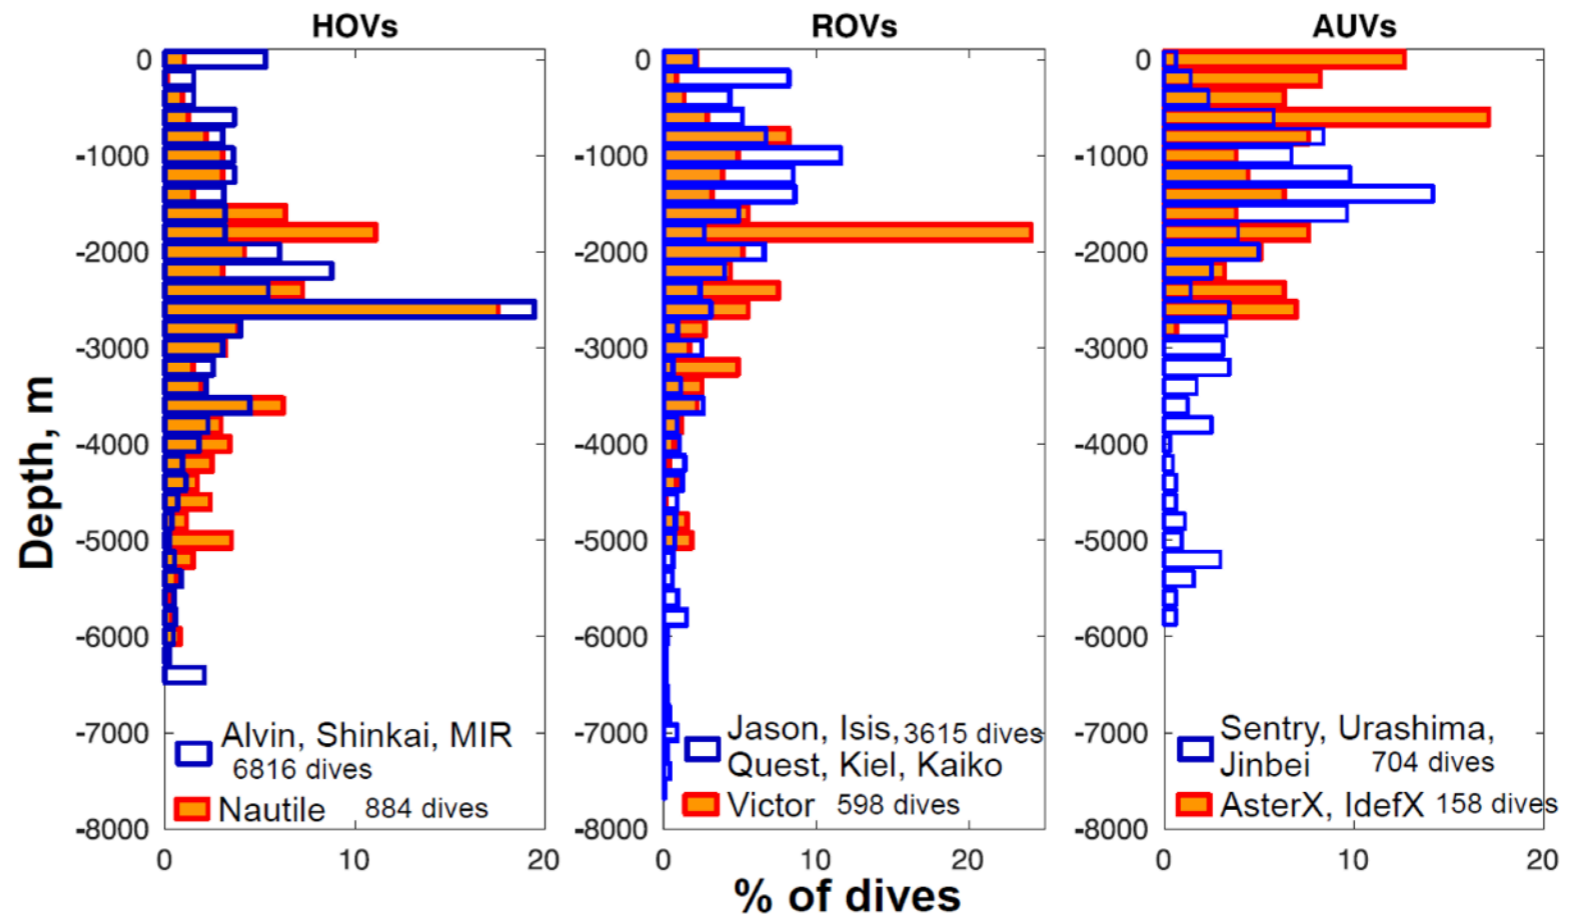 HOVs
ROVs
AUVs
Depth, m
0
-1000
-2000
-3000
-4000
-5000
-6000
-7000
-8000
0 10 20
Alvin, Shinkai, MIR
6816 dives
Nautile 884 dives
0
-1000
-2000
-3000
-4000
-5000
-6000
-7000
-8000
0 10 20
Jason, Isis, 3615 dives
Quest, Kiel, Kaiko
Victor 598 dives
0
-1000
-2000
-3000
-4000
-5000
-6000
-7000
-8000
0 10 20
Sentry, Urashima,
Jinbei 704 dives
AsterX, IdefX 158 dives
% of dives